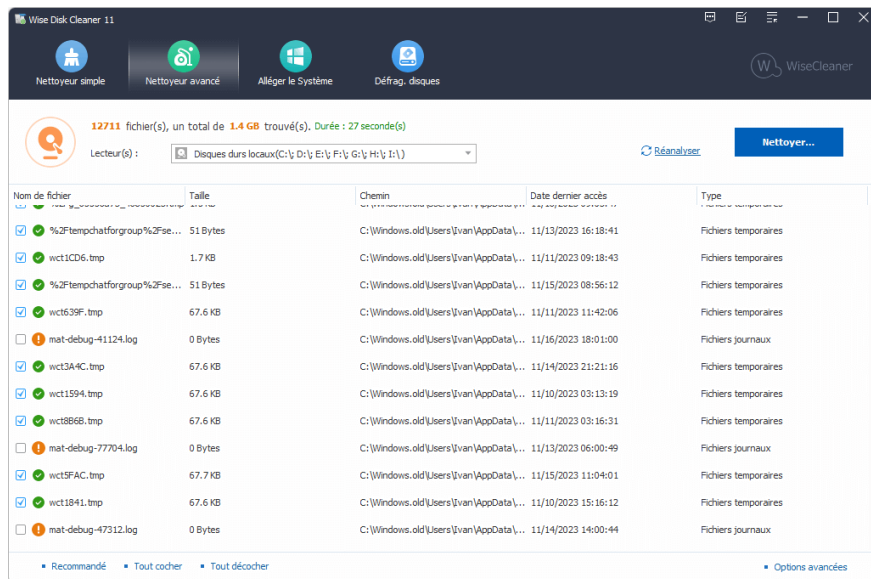 Wise Disk Cleaner 11
Nettoyeur simple Nettoyeur avancé Alléger le Système Défrag. disques
WiseCleaner
12711 fichier(s), un total de 1.4 GB trouvé(s). Durée : 27 seconde(s)
Lecteur(s) : Disques durs locaux(C:\; D:\; E:\; F:\; G:\; H:\; I:\) Réanalyser Nettoyer...
Nom de fichier Taille Chemin Date dernier accès Type
%2Ftempchatforgroup%2Fse... 51 Bytes C:\Windows.old\Users\Ivan\AppData\... 11/13/2023 16:18:41 Fichiers temporaires
wct1CD6.tmp 1.7 KB C:\Windows.old\Users\Ivan\AppData\... 11/11/2023 09:18:43 Fichiers temporaires
%2Ftempchatforgroup%2Fse... 51 Bytes C:\Windows.old\Users\Ivan\AppData\... 11/15/2023 08:56:12 Fichiers temporaires
wct639F.tmp 67.6 KB C:\Windows.old\Users\Ivan\AppData\... 11/11/2023 11:42:06 Fichiers temporaires
mat-debug-41124.log 0 Bytes C:\Windows.old\Users\Ivan\AppData\... 11/16/2023 18:01:00 Fichiers journaux
wct3A4C.tmp 67.6 KB C:\Windows.old\Users\Ivan\AppData\... 11/14/2023 21:21:16 Fichiers temporaires
wct1594.tmp 67.6 KB C:\Windows.old\Users\Ivan\AppData\... 11/10/2023 03:13:19 Fichiers temporaires
wct8B6B.tmp 67.6 KB C:\Windows.old\Users\Ivan\AppData\... 11/11/2023 03:16:31 Fichiers temporaires
mat-debug-77704.log 0 Bytes C:\Windows.old\Users\Ivan\AppData\... 11/13/2023 06:00:49 Fichiers journaux
wct5FAC.tmp 67.7 KB C:\Windows.old\Users\Ivan\AppData\... 11/15/2023 11:04:01 Fichiers temporaires
wct1841.tmp 67.6 KB C:\Windows.old\Users\Ivan\AppData\... 11/10/2023 15:16:12 Fichiers temporaires
mat-debug-47312.log 0 Bytes C:\Windows.old\Users\Ivan\AppData\... 11/14/2023 14:00:44 Fichiers journaux
Recommandé Tout cocher Tout décocher Options avancées